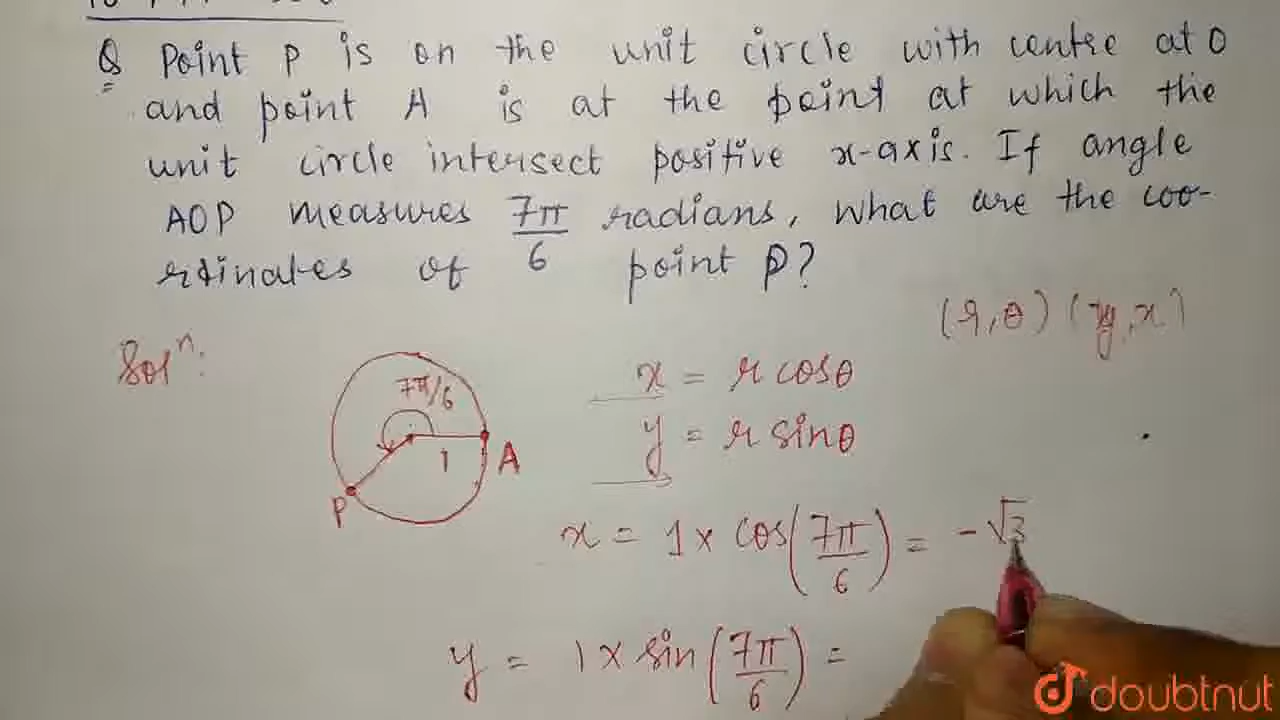 Q Point P is on the unit circle with centre at O
and point A is at the point at which the
unit circle intersect positive x-axis. If angle
AOP measures 7π/6 radians, what are the coo-
rdinates of point P?
(r,θ) (y,x)
Solⁿ:
x = r cosθ
7π/6
y = r sinθ
1 A
P
x = 1× cos(7π/6) = -√3
y = 1× sin(7π/6) =
doubtnut